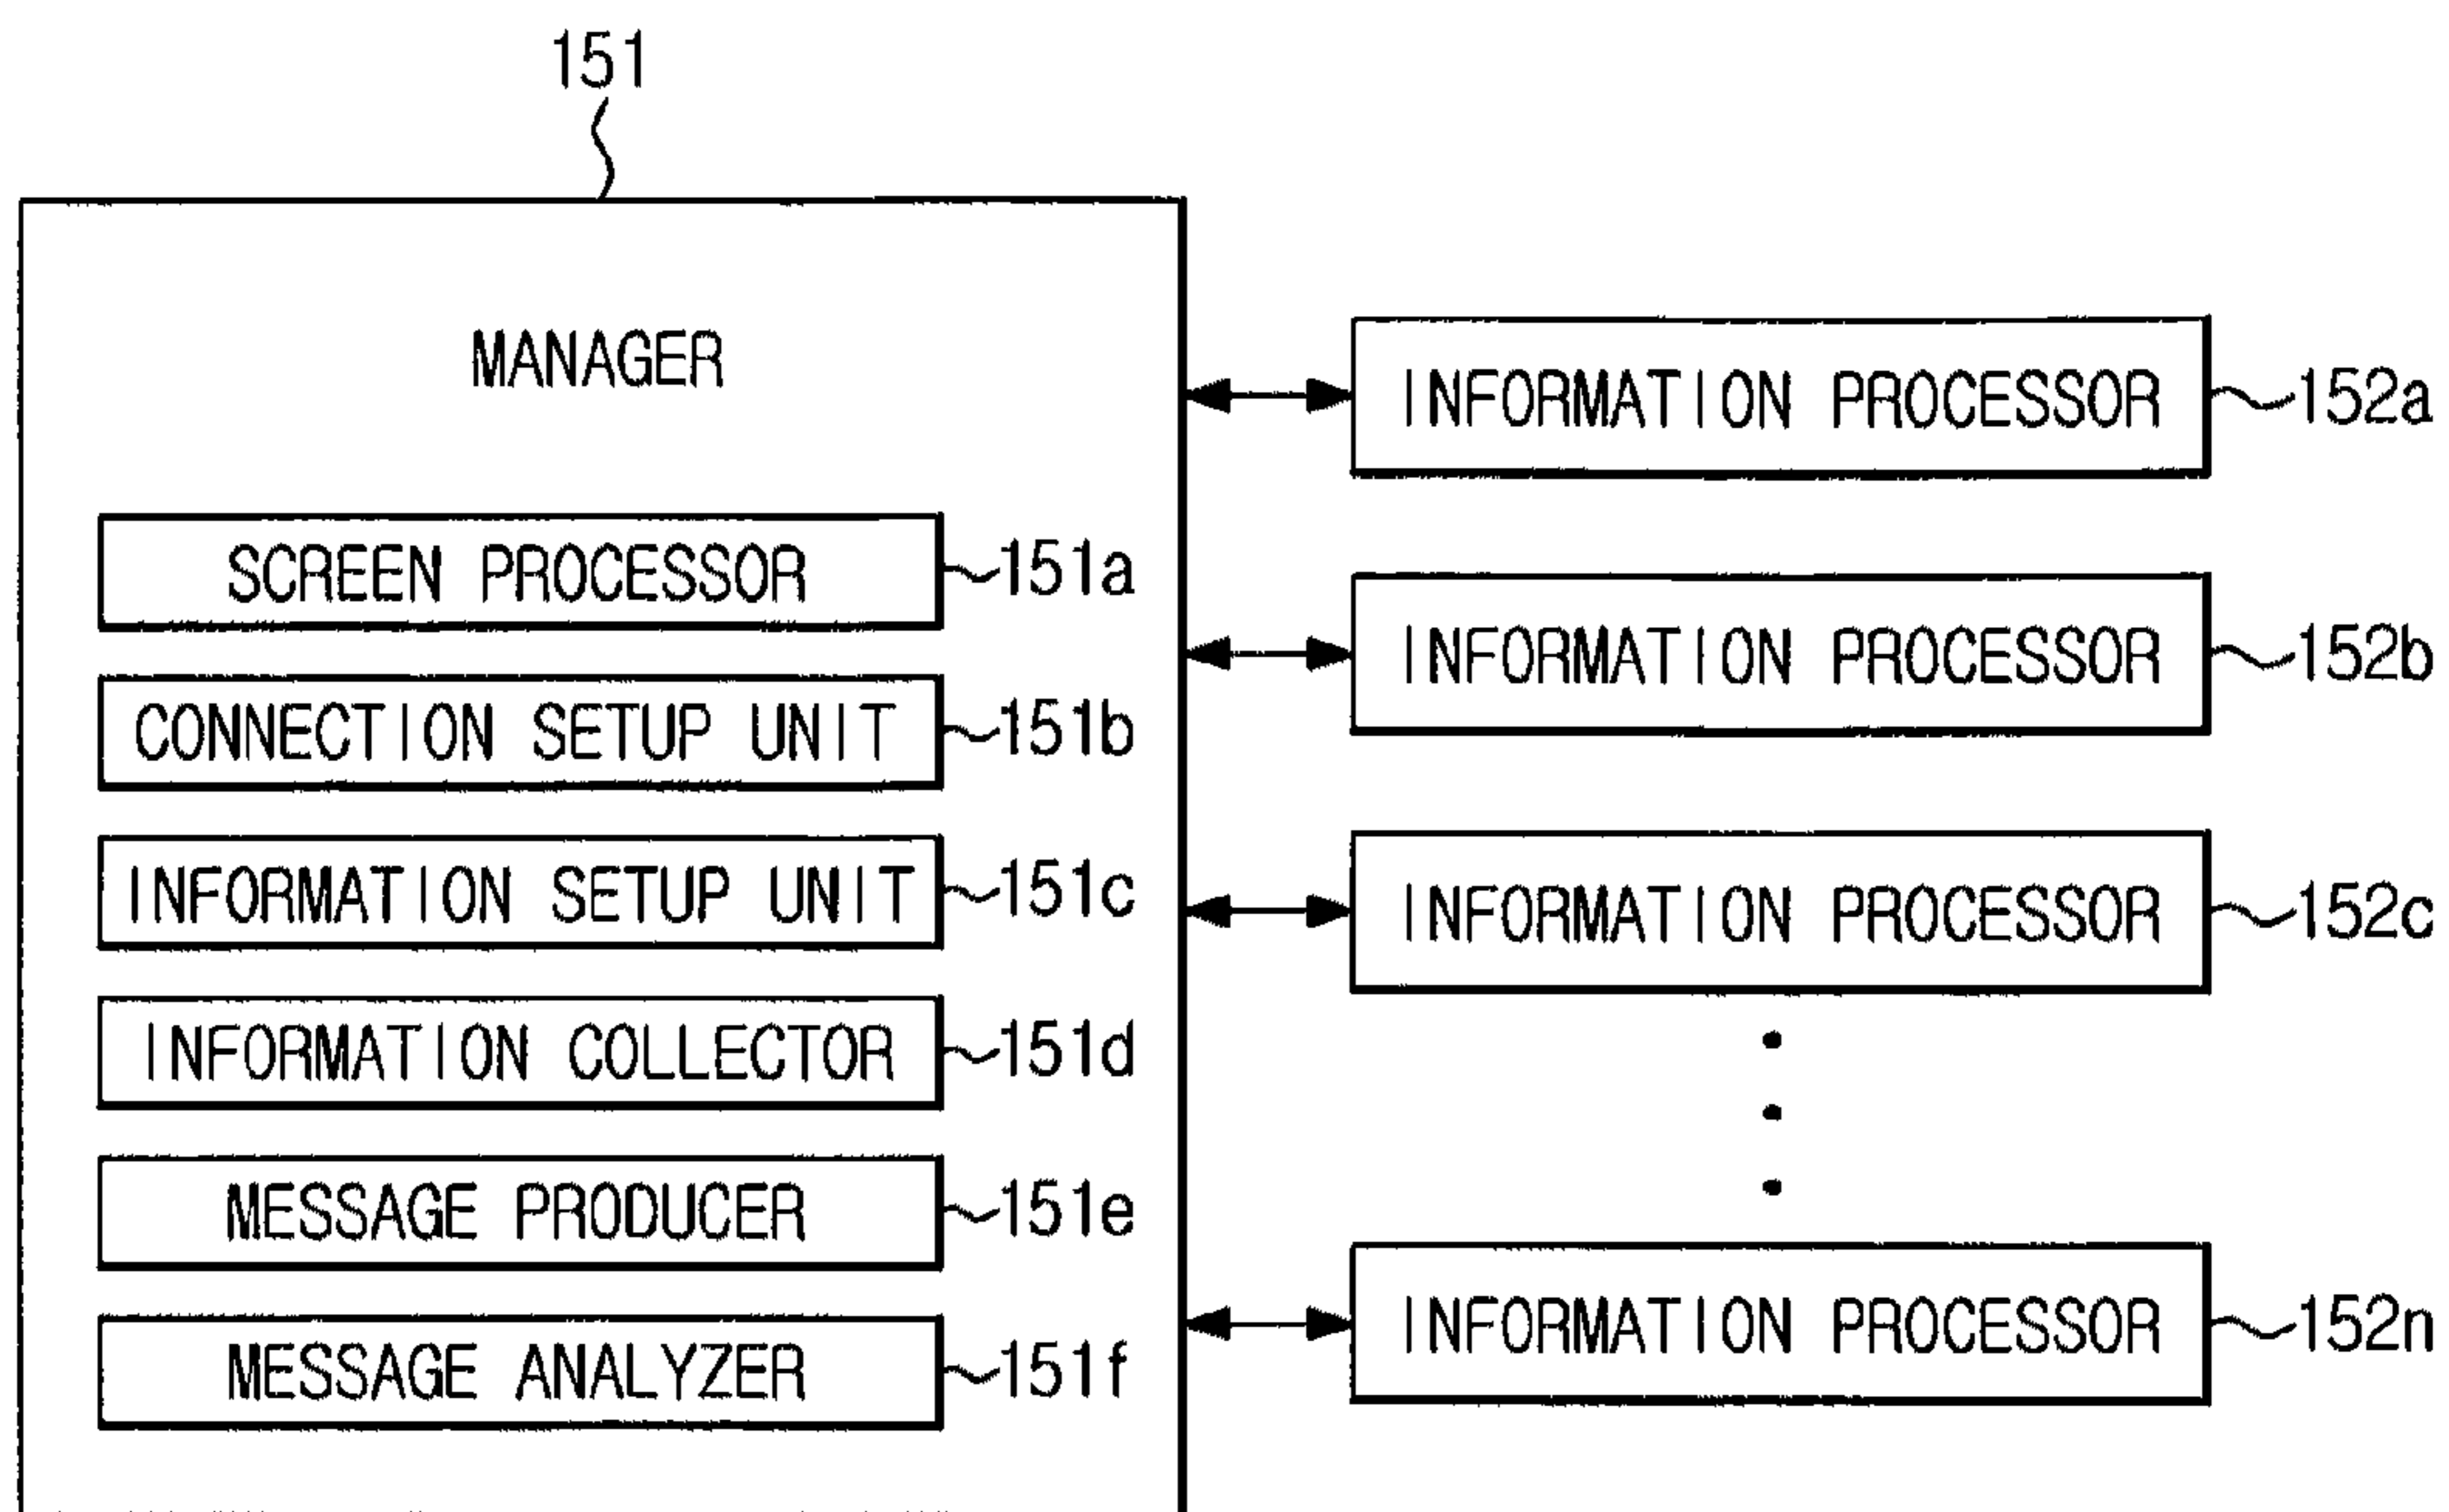 151
MANAGER
SCREEN PROCESSOR 151a
CONNECTION SETUP UNIT 151b
INFORMATION SETUP UNIT 151c
INFORMATION COLLECTOR 151d
MESSAGE PRODUCER 151e
MESSAGE ANALYZER 151f
INFORMATION PROCESSOR 152a
INFORMATION PROCESSOR 152b
INFORMATION PROCESSOR 152c
INFORMATION PROCESSOR 152n